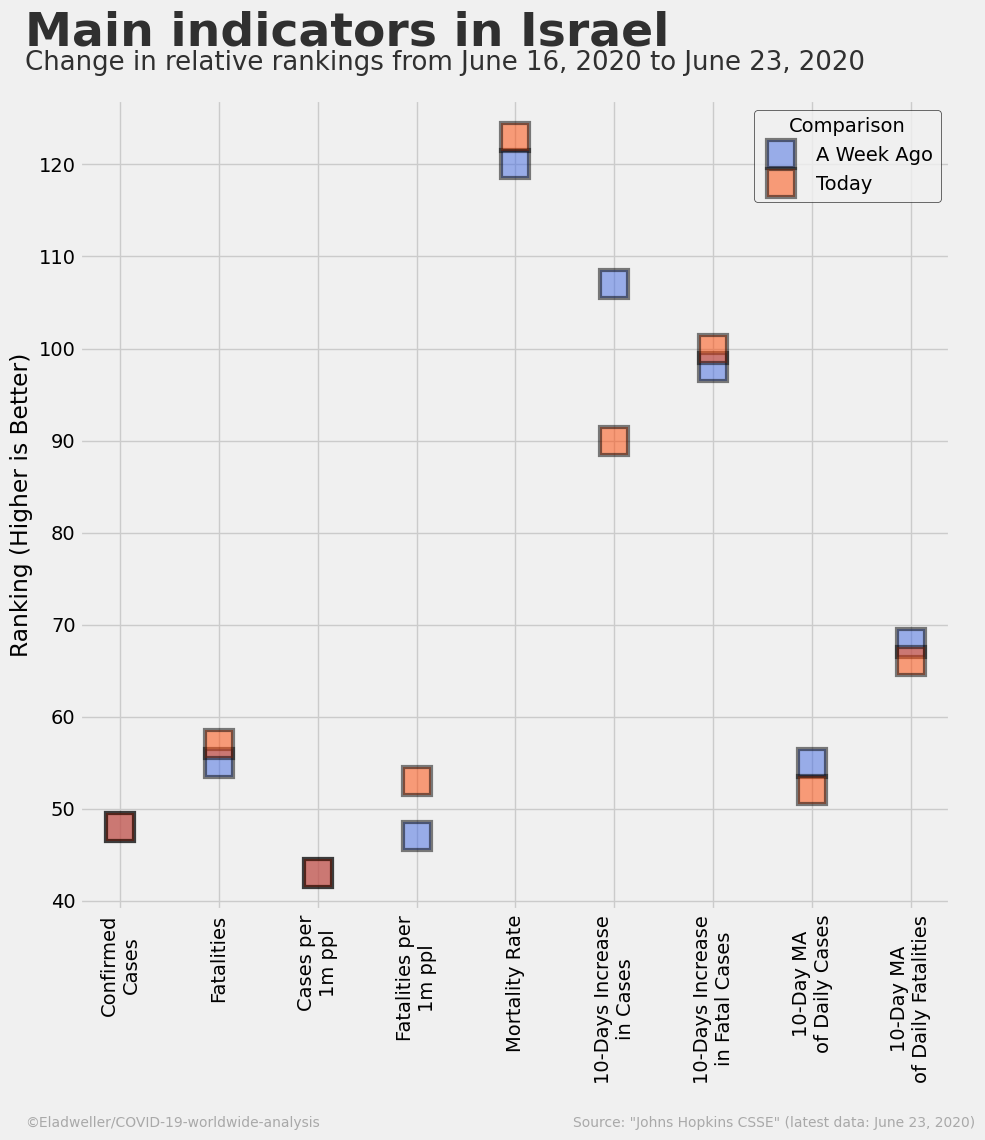 Main indicators in Israel
Change in relative rankings from June 16, 2020 to June 23, 2020
Comparison
A Week Ago
Today
Ranking (Higher is Better)
120
110
100
90
80
70
60
50
40
Confirmed
Cases
Fatalities
Cases per
1m ppl
Fatalities per
1m ppl
Mortality Rate
10-Days Increase
in Cases
10-Days Increase
in Fatal Cases
10-Day MA
of Daily Cases
10-Day MA
of Daily Fatalities
©Eladweller/COVID-19-worldwide-analysis
Source: "Johns Hopkins CSSE" (latest data: June 23, 2020)